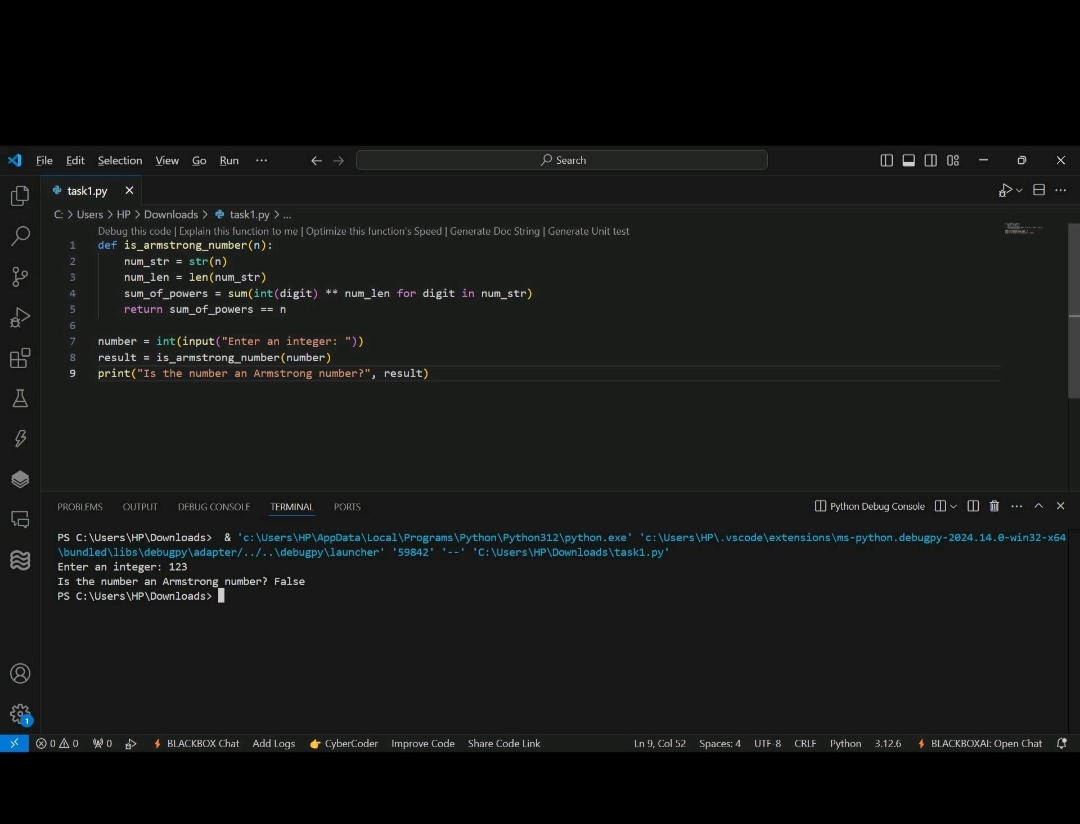 File Edit Selection View Go Run ··· ← → Search
task1.py ×
C: > Users > HP > Downloads > task1.py > ...
Debug this code | Explain this function to me | Optimize this function's Speed | Generate Doc String | Generate Unit test
1 def is_armstrong_number(n):
2     num_str = str(n)
3     num_len = len(num_str)
4     sum_of_powers = sum(int(digit) ** num_len for digit in num_str)
5     return sum_of_powers == n
6
7 number = int(input("Enter an integer: "))
8 result = is_armstrong_number(number)
9 print("Is the number an Armstrong number?", result)
PROBLEMS OUTPUT DEBUG CONSOLE TERMINAL PORTS Python Debug Console
PS C:\Users\HP\Downloads>  & 'c:\Users\HP\AppData\Local\Programs\Python\Python312\python.exe' 'c:\Users\HP\.vscode\extensions\ms-python.debugpy-2024.14.0-win32-x64
\bundled\libs\debugpy\adapter/../..\debugpy\launcher' '59842' '--' 'C:\Users\HP\Downloads\task1.py'
Enter an integer: 123
Is the number an Armstrong number? False
PS C:\Users\HP\Downloads>
1
0 0 0 BLACKBOX Chat Add Logs CyberCoder Improve Code Share Code Link Ln 9, Col 52 Spaces: 4 UTF-8 CRLF Python 3.12.6 BLACKBOXAI: Open Chat